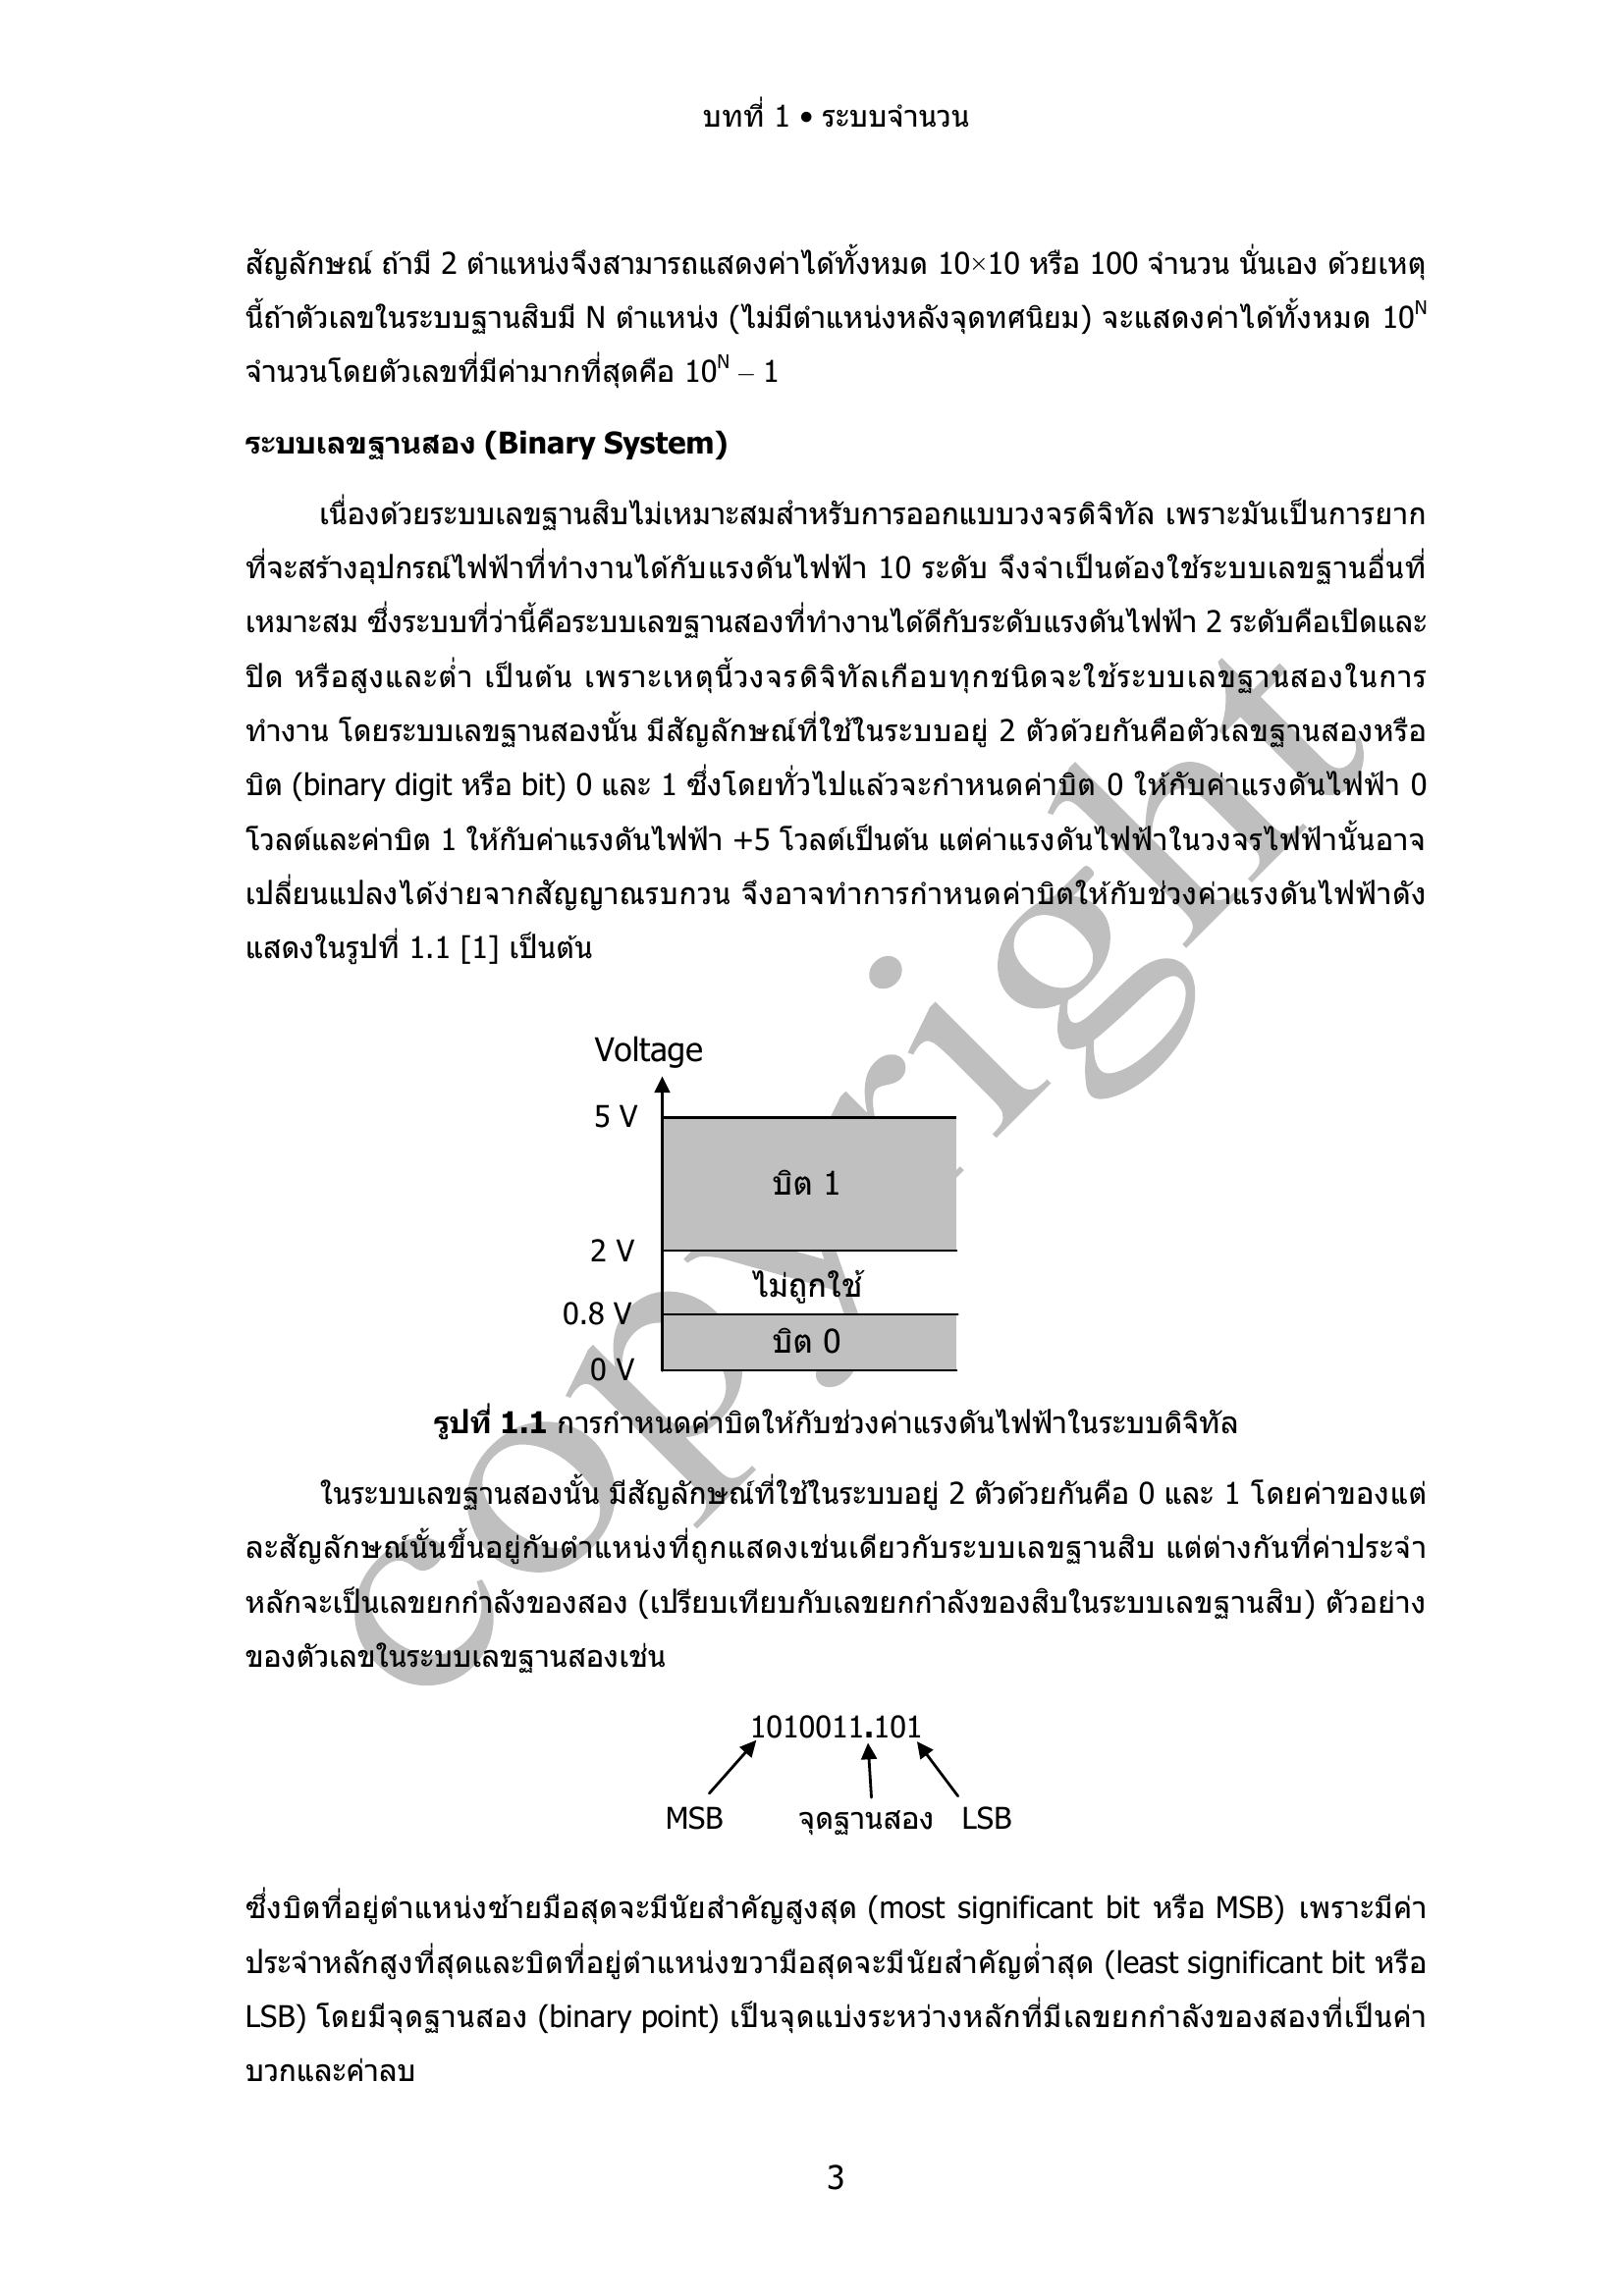 บทที่ 1 • ระบบจำนวน
สัญลักษณ์ ถ้ามี 2 ตำแหน่งจึงสามารถแสดงค่าได้ทั้งหมด 10×10 หรือ 100 จำนวน นั่นเอง ด้วยเหตุ
นี้ถ้าตัวเลขในระบบฐานสิบมี N ตำแหน่ง (ไม่มีตำแหน่งหลังจุดทศนิยม) จะแสดงค่าได้ทั้งหมด 10^N
จำนวนโดยตัวเลขที่มีค่ามากที่สุดคือ 10^N – 1
ระบบเลขฐานสอง (Binary System)
เนื่องด้วยระบบเลขฐานสิบไม่เหมาะสมสำหรับการออกแบบวงจรดิจิทัล เพราะมันเป็นการยาก
ที่จะสร้างอุปกรณ์ไฟฟ้าที่ทำงานได้กับแรงดันไฟฟ้า 10 ระดับ จึงจำเป็นต้องใช้ระบบเลขฐานอื่นที่
เหมาะสม ซึ่งระบบที่ว่านี้คือระบบเลขฐานสองที่ทำงานได้ดีกับระดับแรงดันไฟฟ้า 2 ระดับคือเปิดและ
ปิด หรือสูงและต่ำ เป็นต้น เพราะเหตุนี้วงจรดิจิทัลเกือบทุกชนิดจะใช้ระบบเลขฐานสองในการ
ทำงาน โดยระบบเลขฐานสองนั้น มีสัญลักษณ์ที่ใช้ในระบบอยู่ 2 ตัวด้วยกันคือตัวเลขฐานสองหรือ
บิต (binary digit หรือ bit) 0 และ 1 ซึ่งโดยทั่วไปแล้วจะกำหนดค่าบิต 0 ให้กับค่าแรงดันไฟฟ้า 0
โวลต์และค่าบิต 1 ให้กับค่าแรงดันไฟฟ้า +5 โวลต์เป็นต้น แต่ค่าแรงดันไฟฟ้าในวงจรไฟฟ้านั้นอาจ
เปลี่ยนแปลงได้ง่ายจากสัญญาณรบกวน จึงอาจทำการกำหนดค่าบิตให้กับช่วงค่าแรงดันไฟฟ้าดัง
แสดงในรูปที่ 1.1 [1] เป็นต้น
Voltage
5 V
บิต 1
2 V
ไม่ถูกใช้
0.8 V
บิต 0
0 V
รูปที่ 1.1 การกำหนดค่าบิตให้กับช่วงค่าแรงดันไฟฟ้าในระบบดิจิทัล
ในระบบเลขฐานสองนั้น มีสัญลักษณ์ที่ใช้ในระบบอยู่ 2 ตัวด้วยกันคือ 0 และ 1 โดยค่าของแต่
ละสัญลักษณ์นั้นขึ้นอยู่กับตำแหน่งที่ถูกแสดงเช่นเดียวกับระบบเลขฐานสิบ แต่ต่างกันที่ค่าประจำ
หลักจะเป็นเลขยกกำลังของสอง (เปรียบเทียบกับเลขยกกำลังของสิบในระบบเลขฐานสิบ) ตัวอย่าง
ของตัวเลขในระบบเลขฐานสองเช่น
1010011.101
MSB จุดฐานสอง LSB
ซึ่งบิตที่อยู่ตำแหน่งซ้ายมือสุดจะมีนัยสำคัญสูงสุด (most significant bit หรือ MSB) เพราะมีค่า
ประจำหลักสูงที่สุดและบิตที่อยู่ตำแหน่งขวามือสุดจะมีนัยสำคัญต่ำสุด (least significant bit หรือ
LSB) โดยมีจุดฐานสอง (binary point) เป็นจุดแบ่งระหว่างหลักที่มีเลขยกกำลังของสองที่เป็นค่า
บวกและค่าลบ
3
copyright